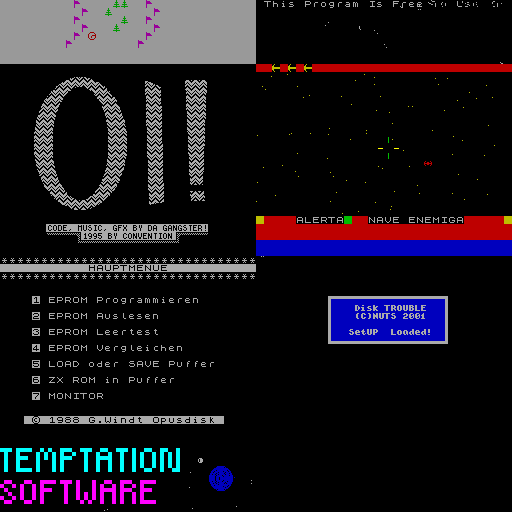 This Program Is Free To Use Or
OI!
CODE, MUSIC, GFX BY DA GANGSTER!
1995 BY CONVENTION
ALERTA NAVE ENEMIGA
HAUPTMENUE
1 EPROM Programmieren
2 EPROM Auslesen
3 EPROM Leertest
4 EPROM Vergleichen
5 LOAD oder SAVE Puffer
6 ZX ROM in Puffer
7 MONITOR
© 1988 G.Windt Opusdisk
Disk TROUBLE
(C)NUTS 2001
SetUP Loaded!
TEMPTATION
SOFTWARE